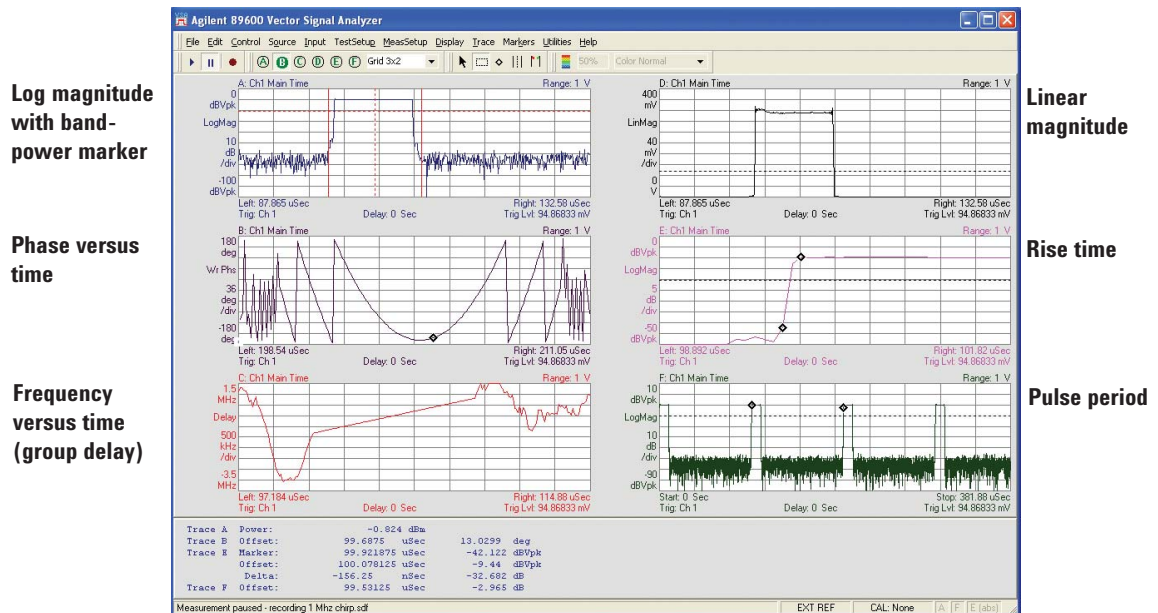 Agilent 89600 Vector Signal Analyzer
File Edit Control Source Input TestSetup MeasSetup Display Trace Markers Utilities Help
A B C D E F Grid 3x2 50% Color Normal
Log magnitude
with band-
power marker
A: Ch1 Main Time Range: 1 V
0
dBVpk
LogMag
10
dB
/div
-100
dBVpk
Left: 87.865 uSec Right: 132.58 uSec
Trig: Ch 1 Delay: 0 Sec Trig Lvl: 94.86833 mV
D: Ch1 Main Time Range: 1 V
400
mV
LinMag
40
mV
/div
0
V
Left: 87.865 uSec Right: 132.58 uSec
Trig: Ch 1 Delay: 0 Sec Trig Lvl: 94.86833 mV
Linear
magnitude
Phase versus
time
B: Ch1 Main Time Range: 1 V
180
deg
Wr Phs
36
deg
/div
-180
deg
Left: 198.54 uSec Right: 211.05 uSec
Trig: Ch 1 Delay: 0 Sec Trig Lvl: 94.86833 mV
E: Ch1 Main Time Range: 1 V
0
dBVpk
LogMag
5
dB
/div
-50
dBVpk
Left: 98.892 uSec Right: 101.82 uSec
Trig: Ch 1 Delay: 0 Sec Trig Lvl: 94.86833 mV
Rise time
Frequency
versus time
(group delay)
C: Ch1 Main Time Range: 1 V
1.5
MHz
Delay
500
kHz
/div
-3.5
MHz
Left: 97.184 uSec Right: 114.88 uSec
Trig: Ch 1 Delay: 0 Sec Trig Lvl: 94.86833 mV
F: Ch1 Main Time Range: 1 V
10
dBVpk
LogMag
10
dB
/div
-90
dBVpk
Start: 0 Sec Stop: 381.88 uSec
Trig: Ch 1 Delay: 0 Sec Trig Lvl: 94.86833 mV
Pulse period
Trace A Power: -0.824 dBm
Trace B Offset: 99.6875 uSec 13.0299 deg
Trace E Marker: 99.921875 uSec -42.122 dBVpk
Offset: 100.078125 uSec -9.44 dBVpk
Delta: -156.25 nSec -32.682 dB
Trace F Offset: 99.53125 uSec -2.965 dB
Measurement paused - recording 1 Mhz chirp.sdf EXT REF CAL: None A F E (abs)